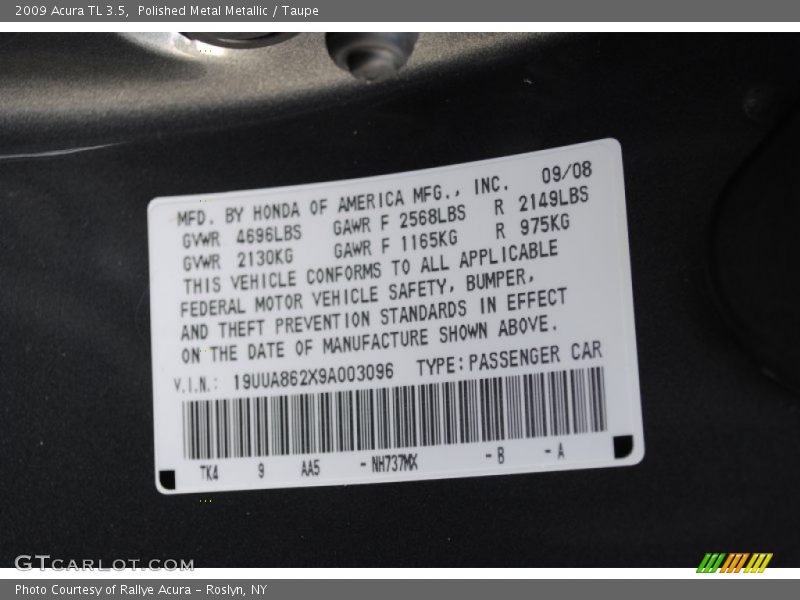 2009 Acura TL 3.5,  Polished Metal Metallic / Taupe
MFD. BY HONDA OF AMERICA MFG., INC. 09/08
GVWR 4696LBS GAWR F 2568LBS R 2149LBS
GVWR 2130KG GAWR F 1165KG R 975KG
THIS VEHICLE CONFORMS TO ALL APPLICABLE
FEDERAL MOTOR VEHICLE SAFETY, BUMPER,
AND THEFT PREVENTION STANDARDS IN EFFECT
ON THE DATE OF MANUFACTURE SHOWN ABOVE.
V.I.N.: 19UUA862X9A003096 TYPE:PASSENGER CAR
TK4 9 AA5 -NH737MX -B -A
GTCARLOT.COM
Photo Courtesy of Rallye Acura - Roslyn, NY